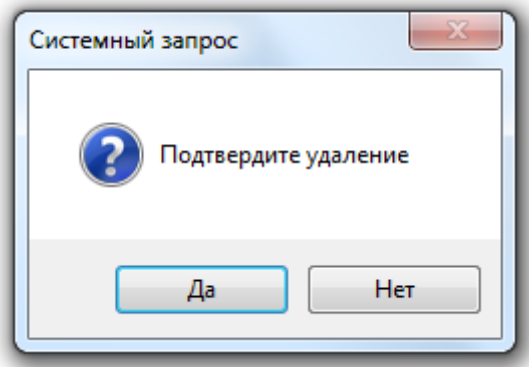 Системный запрос
Подтвердите удаление
Да
Нет